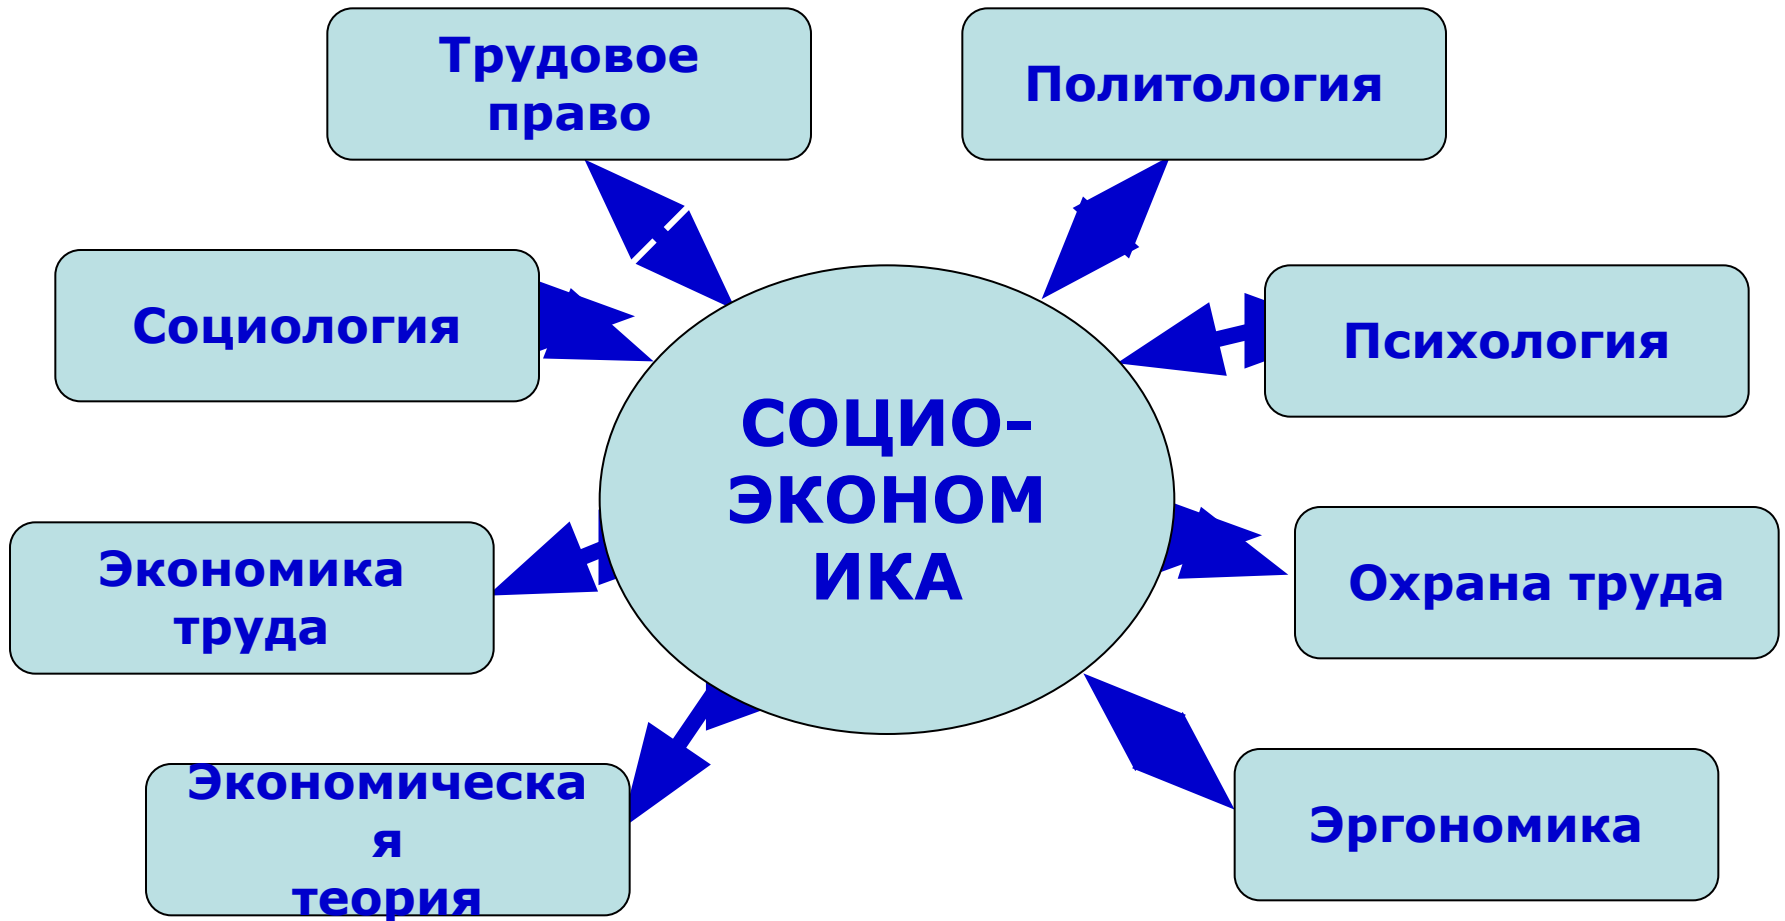 Трудовое
право
Политология
Социология
Психология
СОЦИО–
ЭКОНОМ
ИКА
Экономика
труда
Охрана труда
Экономическа
я
теория
Эргономика